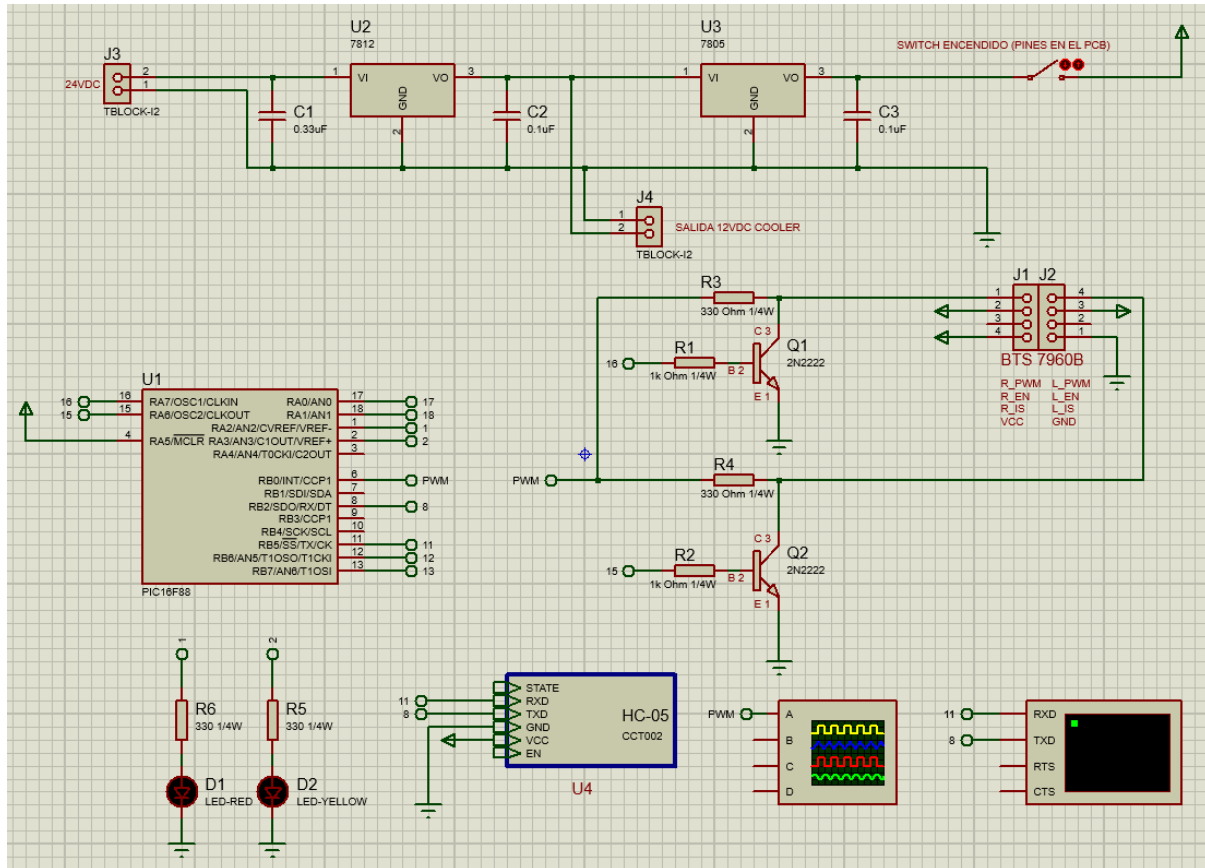 U2
7812
U3
7805
SWITCH ENCENDIDO (PINES EN EL PCB)
J3
24VDC
2
1
TBLOCK-I2
1
VI
VO
3
GND
2
1
VI
VO
3
GND
2
C1
0.33uF
C2
0.1uF
C3
0.1uF
J4
1
2
SALIDA 12VDC COOLER
TBLOCK-I2
J1 J2
1
2
3
4
4
3
2
1
BTS 7960B
R_PWM L_PWM
R_EN L_EN
R_IS L_IS
VCC GND
R3
330 Ohm 1/4W
C 3
Q1
2N2222
16
R1
1k Ohm 1/4W
B 2
E 1
PWM
R4
330 Ohm 1/4W
C 3
Q2
2N2222
15
R2
1k Ohm 1/4W
B 2
E 1
U1
16 16 RA7/OSC1/CLKIN RA0/AN0 17 17
15 15 RA6/OSC2/CLKOUT RA1/AN1 18 18
RA2/AN2/CVREF/VREF- 1 1
4 RA5/MCLR RA3/AN3/C1OUT/VREF+ 2 2
RA4/AN4/T0CKI/C2OUT 3
RB0/INT/CCP1 6 PWM
RB1/SDI/SDA 7
RB2/SDO/RX/DT 8 8
RB3/CCP1 9
RB4/SCK/SCL 10
RB5/SS/TX/CK 11 11
RB6/AN5/T1OSO/T1CKI 12 12
RB7/AN6/T1OSI 13 13
PIC16F88
1
R6
330 1/4W
D1
LED-RED
2
R5
330 1/4W
D2
LED-YELLOW
STATE
11 RXD
8 TXD
GND
VCC
EN
HC-05
CCT002
U4
PWM A
B
C
D
11 RXD
8 TXD
RTS
CTS